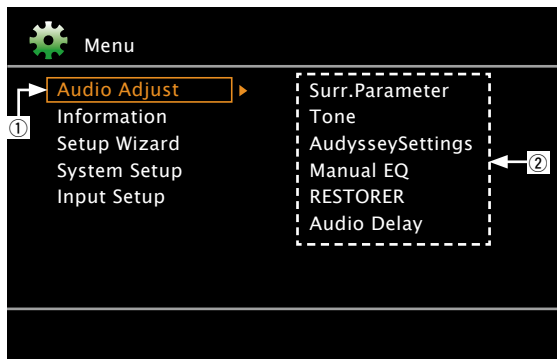 Menu
① Audio Adjust
Information
Setup Wizard
System Setup
Input Setup
Surr.Parameter
Tone
AudysseySettings
Manual EQ
RESTORER
Audio Delay
②